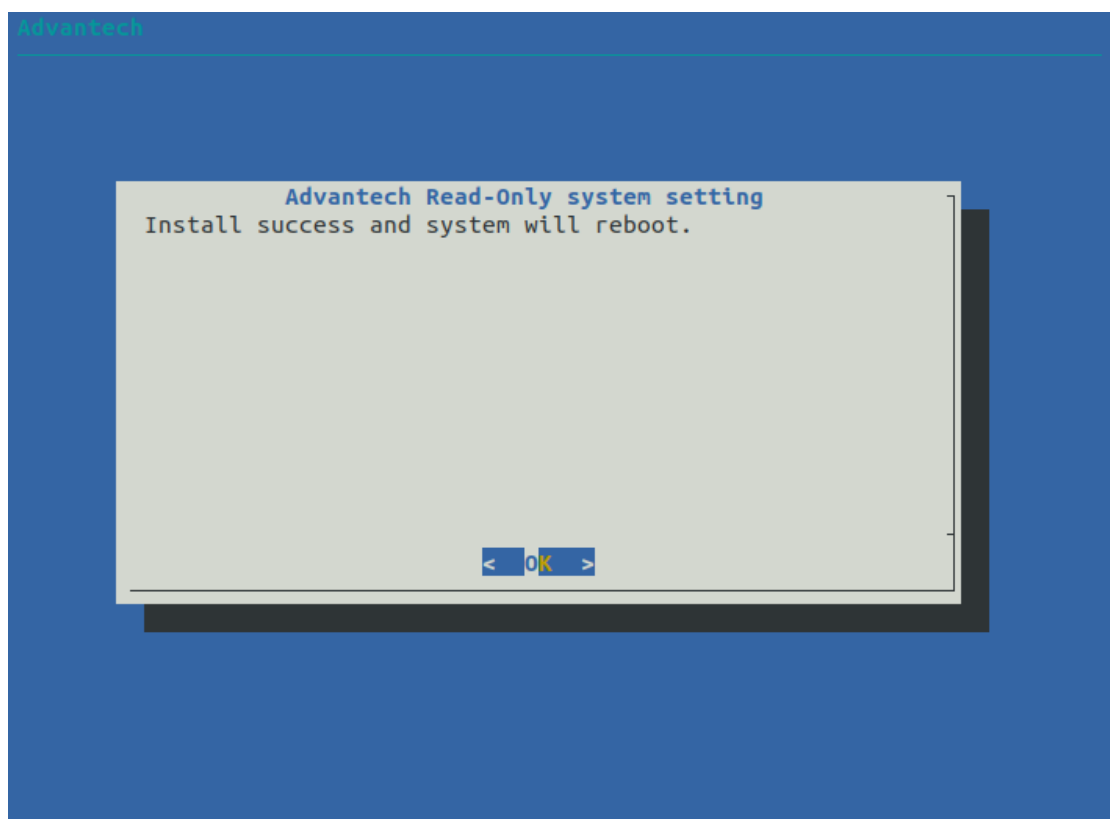 Advantech
Advantech Read-Only system setting
Install success and system will reboot.
<  OK  >